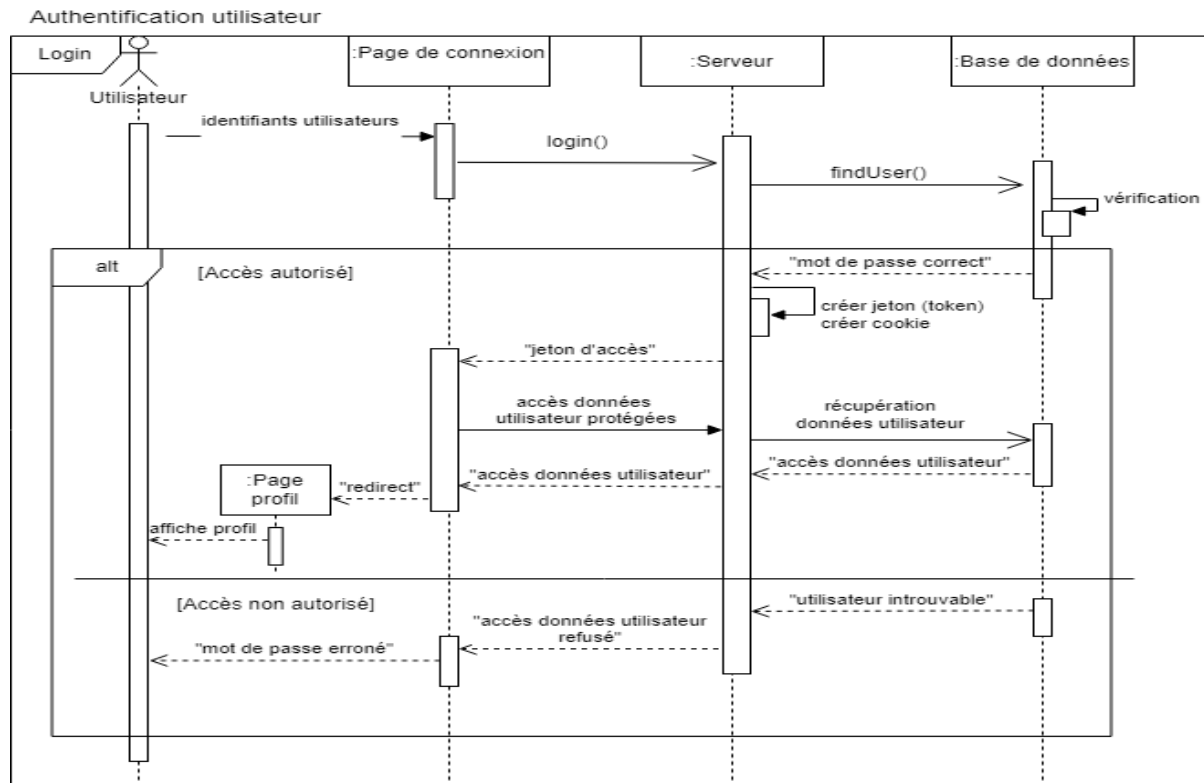 Authentification utilisateur
Login
:Page de connexion
:Serveur
:Base de données
Utilisateur
identifiants utilisateurs
login()
findUser()
vérification
alt
[Accès autorisé]
"mot de passe correct"
créer jeton (token)
créer cookie
"jeton d'accès"
accès données
utilisateur protégées
récupération
données utilisateur
"accès données utilisateur"
"accès données utilisateur"
:Page
profil
"redirect"
affiche profil
[Accès non autorisé]
"utilisateur introuvable"
"accès données utilisateur
refusé"
"mot de passe erroné"